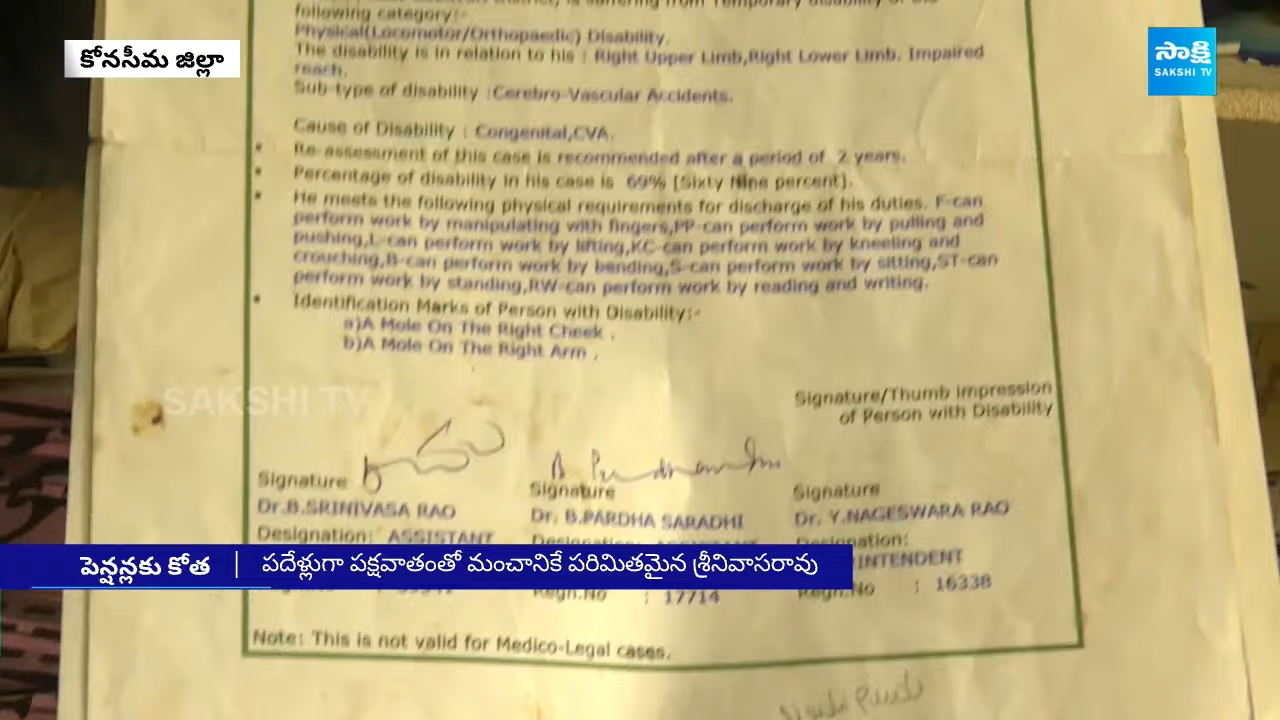 కోనసీమ జిల్లా
సాక్షి
SAKSHI TV
following category:-
Physical(Locomotor/Orthopaedic) Disability.
The disability is in relation to his : Right Upper Limb,Right Lower Limb. Impaired
reach.
Sub-type of disability :Cerebro-Vascular Accidents.
Cause of Disability : Congenital,CVA.
• Re-assessment of this case is recommended after a period of 2 years.
• Percentage of disability in his case is 69% [Sixty Nine percent].
• He meets the following physical requirements for discharge of his duties. F-can
perform work by manipulating with fingers,PP-can perform work by pulling and
pushing,L-can perform work by lifting,KC-can perform work by kneeling and
crouching,B-can perform work by bending,S-can perform work by sitting,ST-can
perform work by standing,RW-can perform work by reading and writing.
• Identification Marks of Person with Disability:-
a)A Mole On The Right Cheek .
b)A Mole On The Right Arm .
SAKSHI TV
Signature/Thumb Impression
of Person with Disability
Signature Signature Signature
Dr.B.SRINIVASA RAO Dr. B.PARDHA SARADHI Dr. Y.NAGESWARA RAO
Designation: ASSISTANT
పెన్షన్లకు కోత | పదేళ్లుగా పక్షవాతంతో మంచానికే పరిమితమైన శ్రీనివాసరావు
Regn.No : 17714 Regn.No : 16338
Note: This is not valid for Medico-Legal cases.